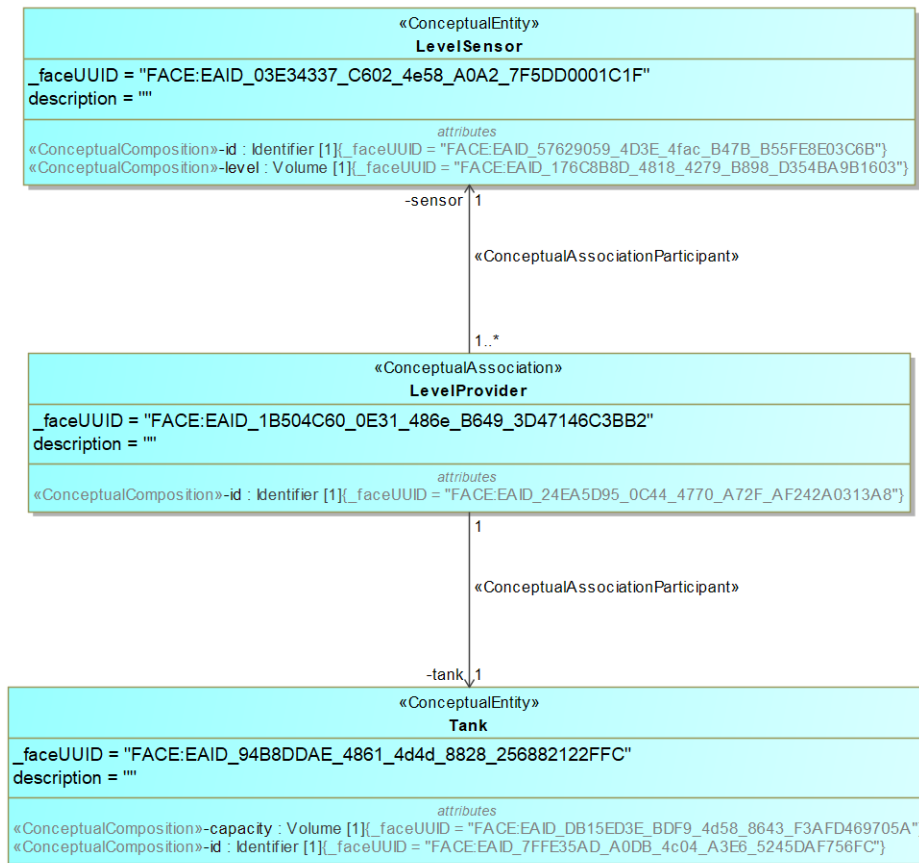 «ConceptualEntity»
LevelSensor
_faceUUID = "FACE:EAID_03E34337_C602_4e58_A0A2_7F5DD0001C1F"
description = ""
attributes
«ConceptualComposition»-id : Identifier [1]{_faceUUID = "FACE:EAID_57629059_4D3E_4fac_B47B_B55FE8E03C6B"}
«ConceptualComposition»-level : Volume [1]{_faceUUID = "FACE:EAID_176C8B8D_4818_4279_B898_D354BA9B1603"}
-sensor 1
«ConceptualAssociationParticipant»
1..*
«ConceptualAssociation»
LevelProvider
_faceUUID = "FACE:EAID_1B504C60_0E31_486e_B649_3D47146C3BB2"
description = ""
attributes
«ConceptualComposition»-id : Identifier [1]{_faceUUID = "FACE:EAID_24EA5D95_0C44_4770_A72F_AF242A0313A8"}
1
«ConceptualAssociationParticipant»
-tank 1
«ConceptualEntity»
Tank
_faceUUID = "FACE:EAID_94B8DDAE_4861_4d4d_8828_256882122FFC"
description = ""
attributes
«ConceptualComposition»-capacity : Volume [1]{_faceUUID = "FACE:EAID_DB15ED3E_BDF9_4d58_8643_F3AFD469705A"
«ConceptualComposition»-id : Identifier [1]{_faceUUID = "FACE:EAID_7FFE35AD_A0DB_4c04_A3E6_5245DAF756FC"}